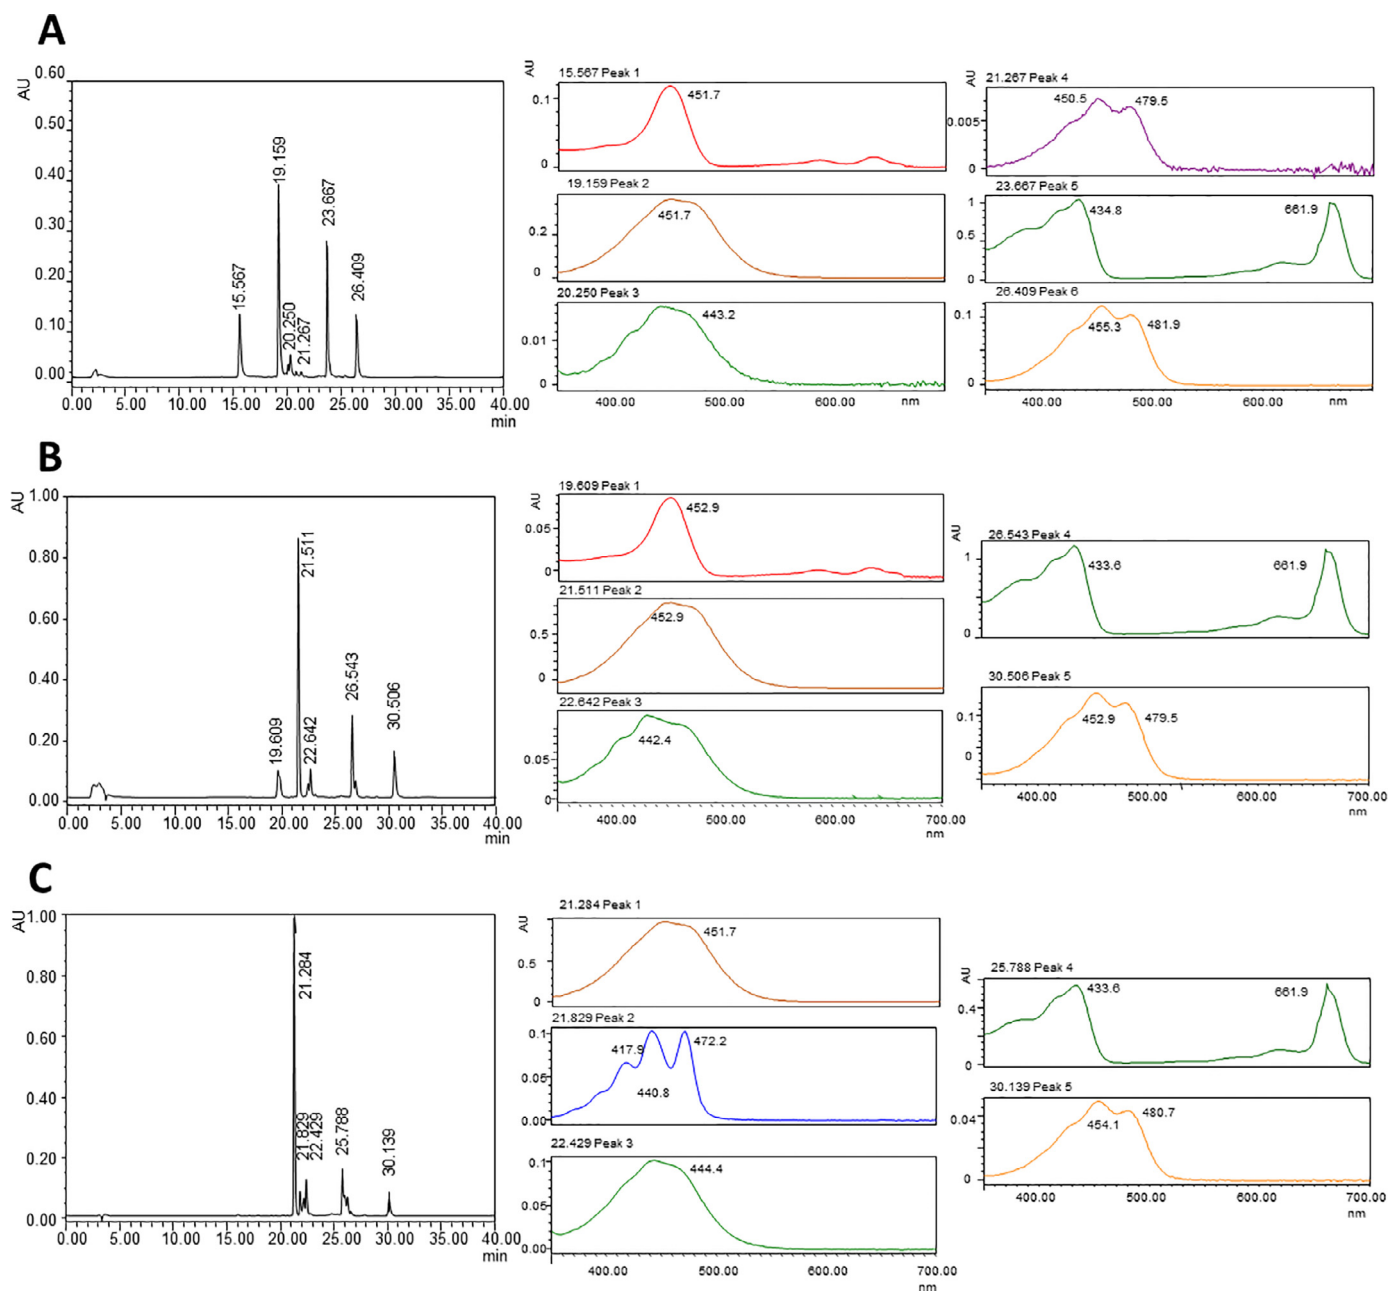 A
AU
0.60
0.50
0.40
0.30
0.20
0.10
0.00
15.567
19.159
20.250
21.267
23.667
26.409
0.00 5.00 10.00 15.00 20.00 25.00 30.00 35.00 40.00
min
AU
15.567 Peak 1
0.1
0
451.7
19.159 Peak 2
0.2
0
451.7
20.250 Peak 3
0.01
0
443.2
400.00 500.00 600.00 nm
AU
21.267 Peak 4
0.005
0
450.5 479.5
23.667 Peak 5
1
0.5
0
434.8 661.9
26.409 Peak 6
0.1
0
455.3 481.9
400.00 500.00 600.00 nm
B
AU
1.00
0.80
0.60
0.40
0.20
0.00
19.609
21.511
22.642
26.543
30.506
0.00 5.00 10.00 15.00 20.00 25.00 30.00 35.00 40.00
min
AU
19.609 Peak 1
0.05
0
452.9
21.511 Peak 2
0.5
0
452.9
22.642 Peak 3
0.05
0
442.4
400.00 500.00 600.00 700.00
nm
AU
26.543 Peak 4
1
0
433.6 661.9
30.506 Peak 5
0.1
0
452.9 479.5
400.00 500.00 600.00 700.00
nm
C
AU
1.00
0.80
0.60
0.40
0.20
0.00
21.284
21.829
22.429
25.788
30.139
0.00 5.00 10.00 15.00 20.00 25.00 30.00 35.00 40.00
min
AU
21.284 Peak 1
0.5
0
451.7
21.829 Peak 2
0.1
0.05
0.00
417.9 472.2
440.8
22.429 Peak 3
0.1
0.05
0.00
444.4
400.00 500.00 600.00 700.00
nm
AU
25.788 Peak 4
0.4
0
433.6 661.9
30.139 Peak 5
0.04
0
454.1 480.7
400.00 500.00 600.00 700.00
nm